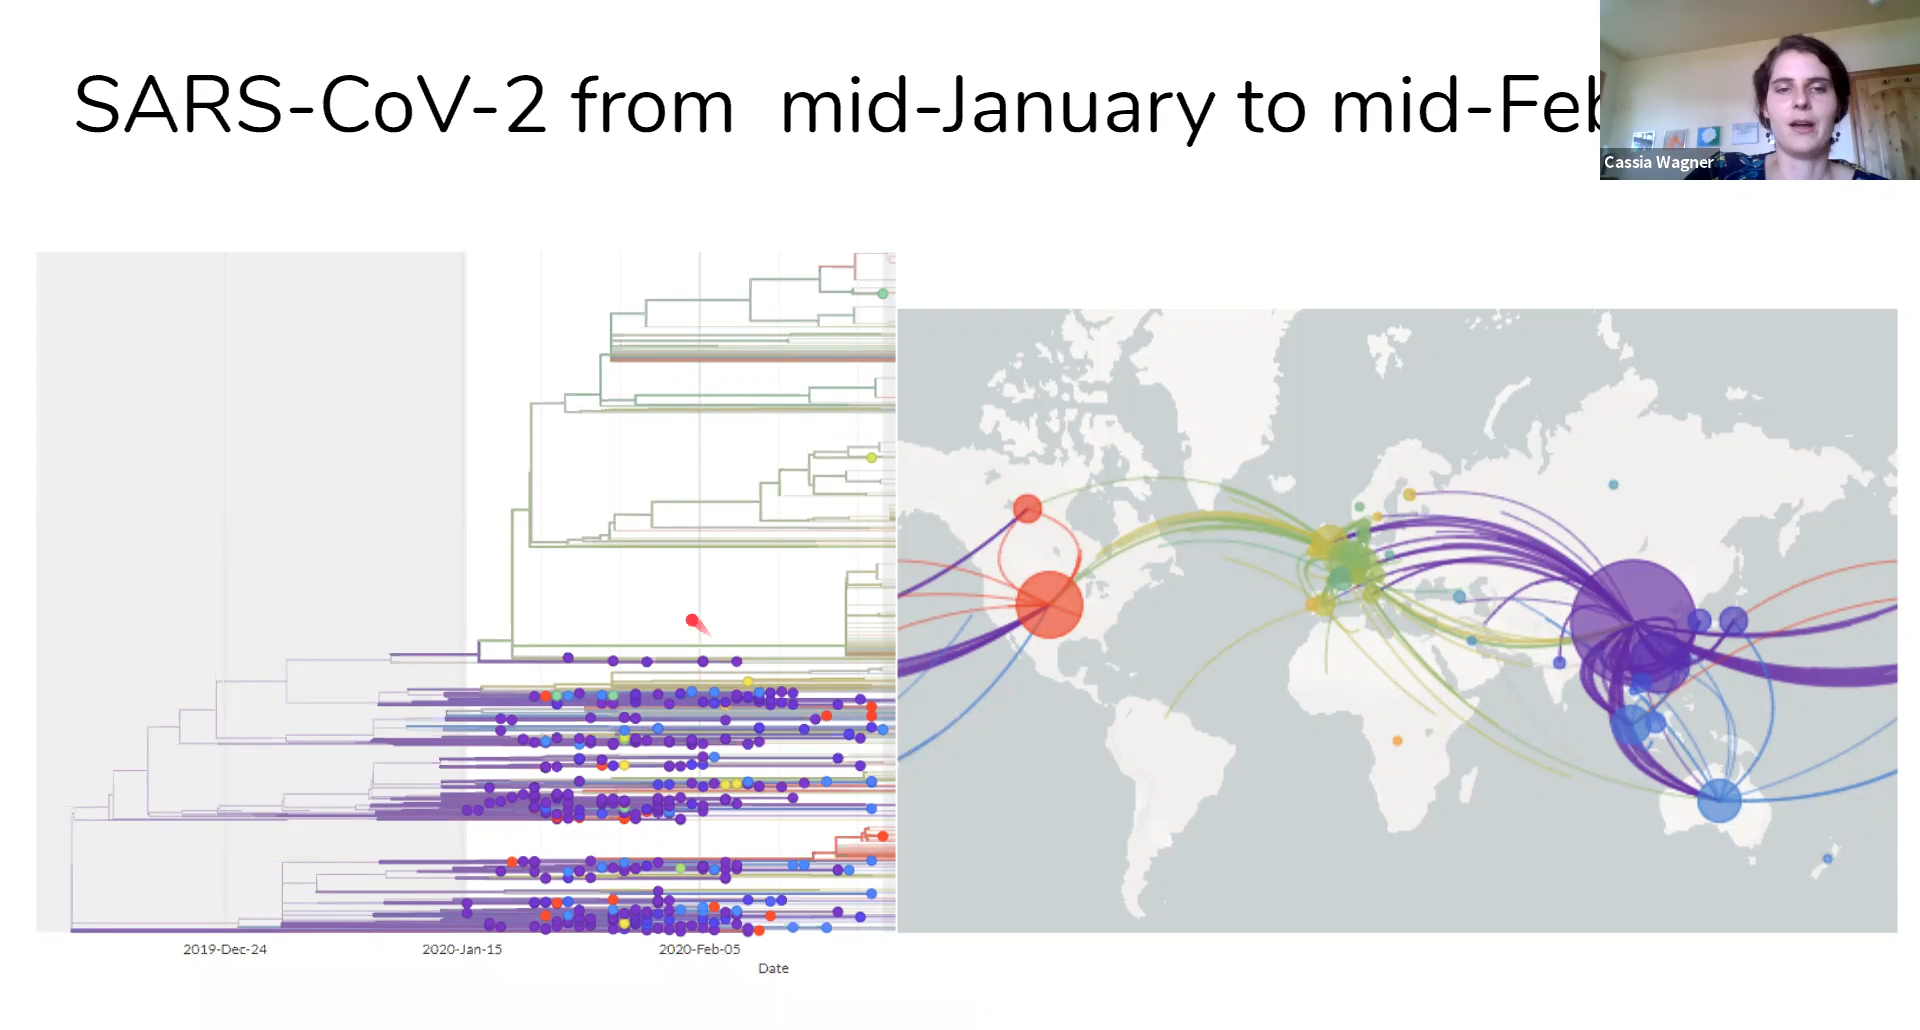 SARS-CoV-2 from mid-January to mid-Feb
Cassia Wagner
2019-Dec-24
2020-Jan-15
2020-Feb-05
Date